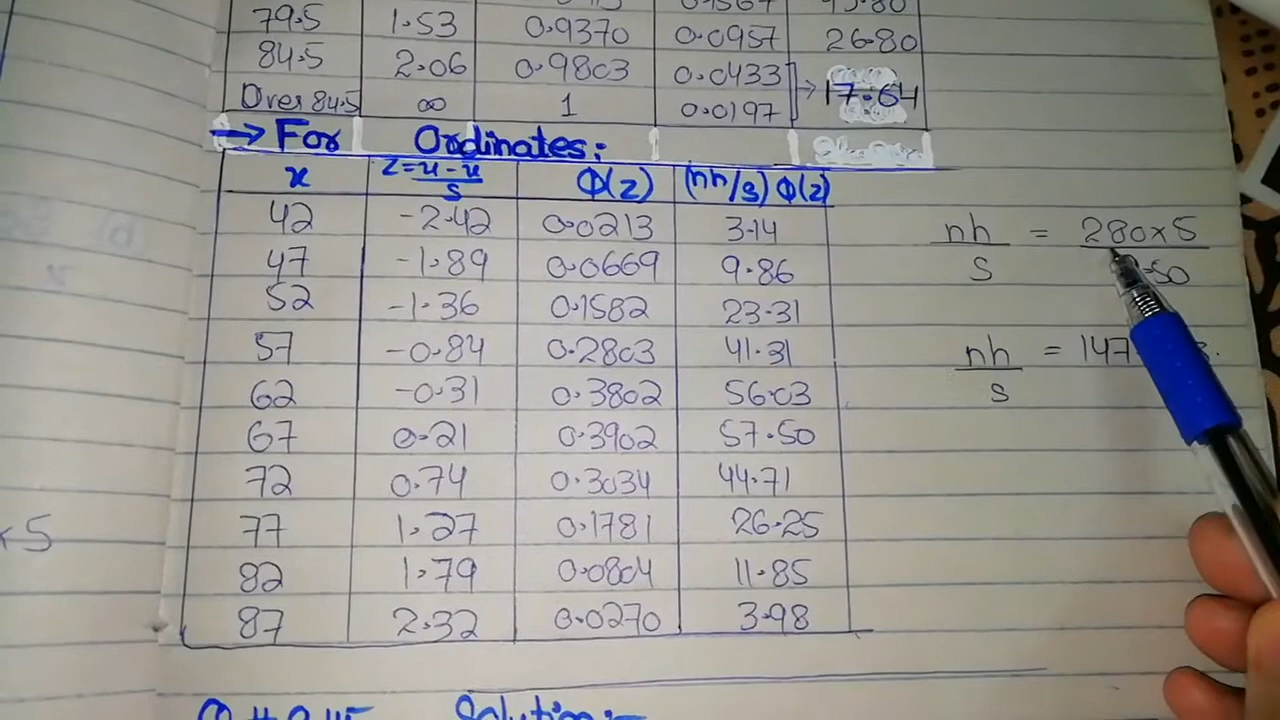 79.5 1.53 0.9370 0.0957 26.80
84.5 2.06 0.9803 0.0433
→ 17.64
Over 84.5 ∞ 1 0.0197
→ For Ordinates:
x z=x-x/s Φ(z) (nh/s) Φ(z)
42 -2.42 0.0213 3.14
47 -1.89 0.0669 9.86
52 -1.36 0.1582 23.31
57 -0.84 0.2803 41.31
62 -0.31 0.3802 56.03
67 0.21 0.3902 57.50
72 0.74 0.3034 44.71
77 1.27 0.1781 26.25
82 1.79 0.0804 11.85
87 2.32 0.0270 3.98
nh/s = 280×5/.50
nh/s = 147
×5
Solution:-